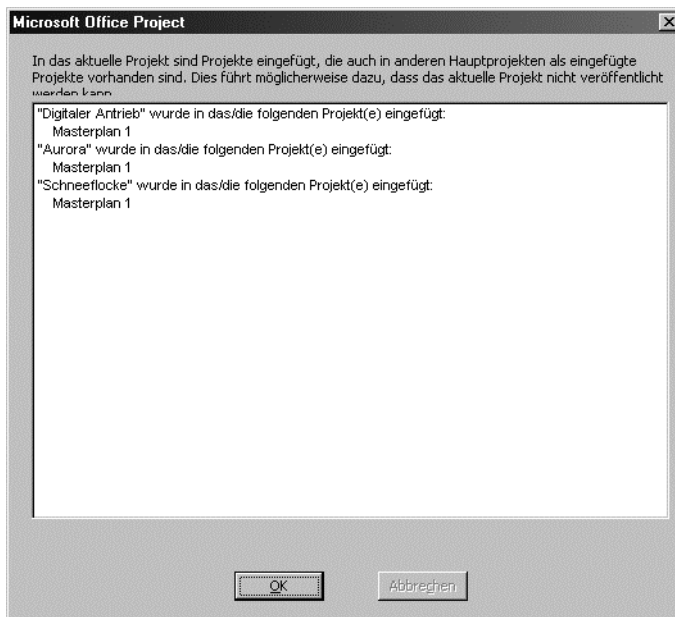 Microsoft Office Project
In das aktuelle Projekt sind Projekte eingefügt, die auch in anderen Hauptprojekten als eingefügte
Projekte vorhanden sind. Dies führt möglicherweise dazu, dass das aktuelle Projekt nicht veröffentlicht
werden kann
"Digitaler Antrieb" wurde in das/die folgenden Projekt(e) eingefügt:
Masterplan 1
"Aurora" wurde in das/die folgenden Projekt(e) eingefügt:
Masterplan 1
"Schneeflocke" wurde in das/die folgenden Projekt(e) eingefügt:
Masterplan 1
OK
Abbrechen